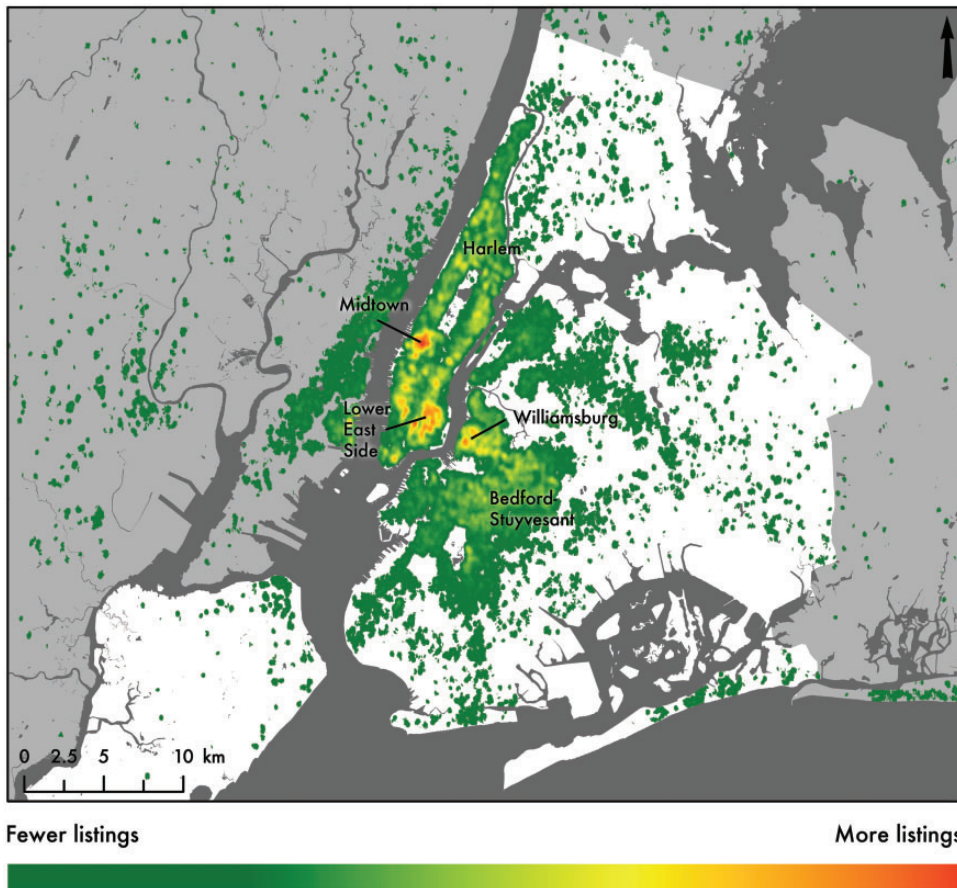 Harlem
Midtown
Lower
East
Side
Williamsburg
Bedford-
Stuyvesant
0 2.5 5 10 km
Fewer listings
More listings